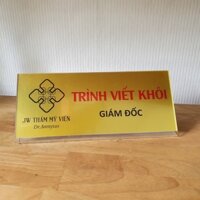 TRỊNH VIẾT KHÔI
GIÁM ĐỐC
JW THẨM MỸ VIỆN